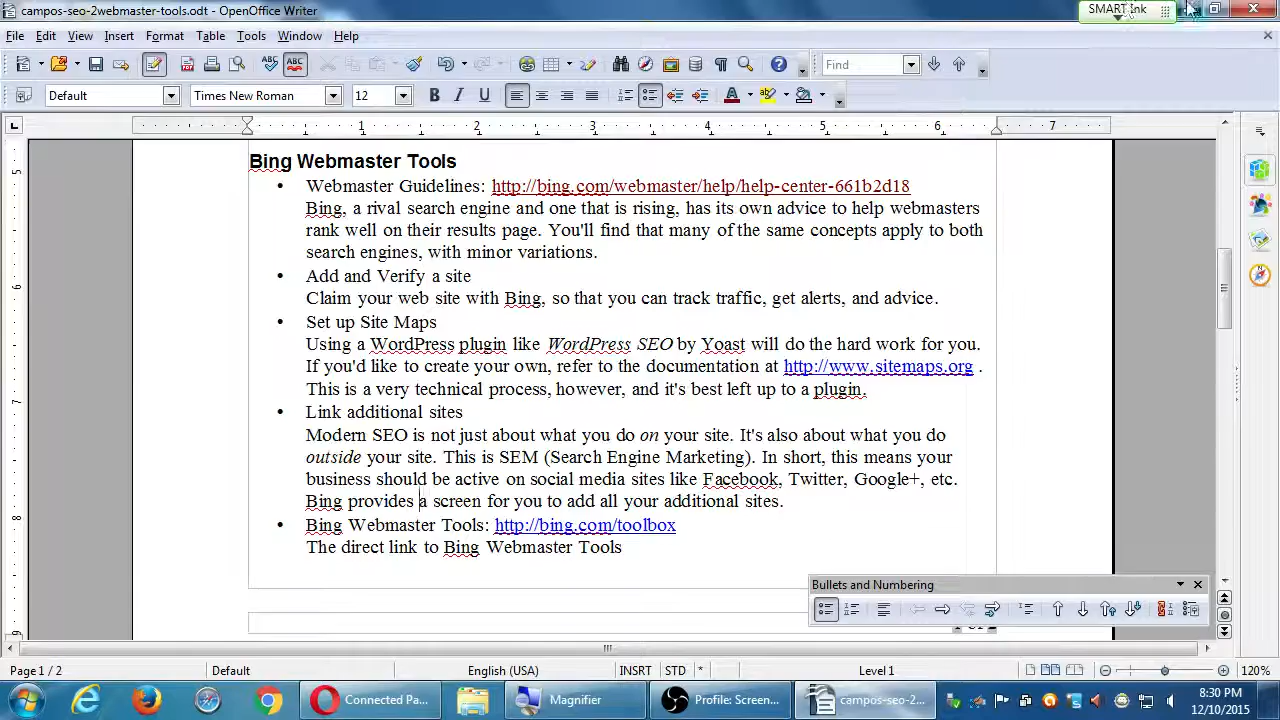 campos-seo-2webmaster-tools.odt - OpenOffice Writer
SMART Ink
File Edit View Insert Format Table Tools Window Help
Find
Default Times New Roman 12
1 2 3 4 5 6 7
Bing Webmaster Tools
• Webmaster Guidelines: http://bing.com/webmaster/help/help-center-661b2d18
Bing, a rival search engine and one that is rising, has its own advice to help webmasters
rank well on their results page. You'll find that many of the same concepts apply to both
search engines, with minor variations.
• Add and Verify a site
Claim your web site with Bing, so that you can track traffic, get alerts, and advice.
• Set up Site Maps
Using a WordPress plugin like WordPress SEO by Yoast will do the hard work for you.
If you'd like to create your own, refer to the documentation at http://www.sitemaps.org .
This is a very technical process, however, and it's best left up to a plugin.
• Link additional sites
Modern SEO is not just about what you do on your site. It's also about what you do
outside your site. This is SEM (Search Engine Marketing). In short, this means your
business should be active on social media sites like Facebook, Twitter, Google+, etc.
Bing provides a screen for you to add all your additional sites.
• Bing Webmaster Tools: http://bing.com/toolbox
The direct link to Bing Webmaster Tools
Bullets and Numbering
Page 1 / 2 Default English (USA) INSRT STD * Level 1 120%
Connected Pa... Magnifier Profile: Screen... campos-seo-2... 8:30 PM
12/10/2015